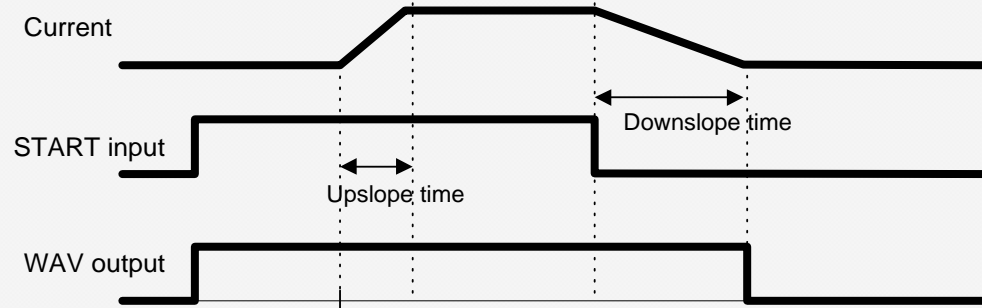 Current
Downslope time
START input
Upslope time
WAV output